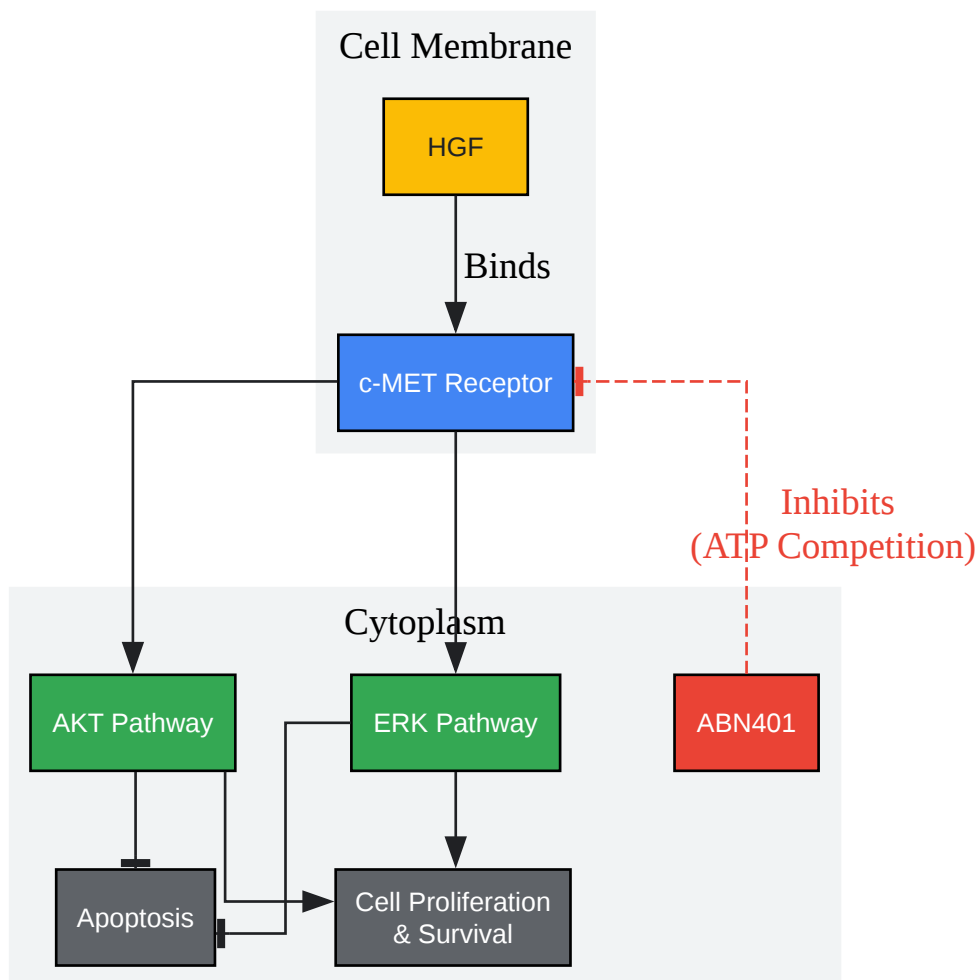 Cell Membrane
HGF
Binds
c-MET Receptor
Inhibits
(ATP Competition)
Cytoplasm
AKT Pathway
ERK Pathway
ABN401
Apoptosis
Cell Proliferation
& Survival